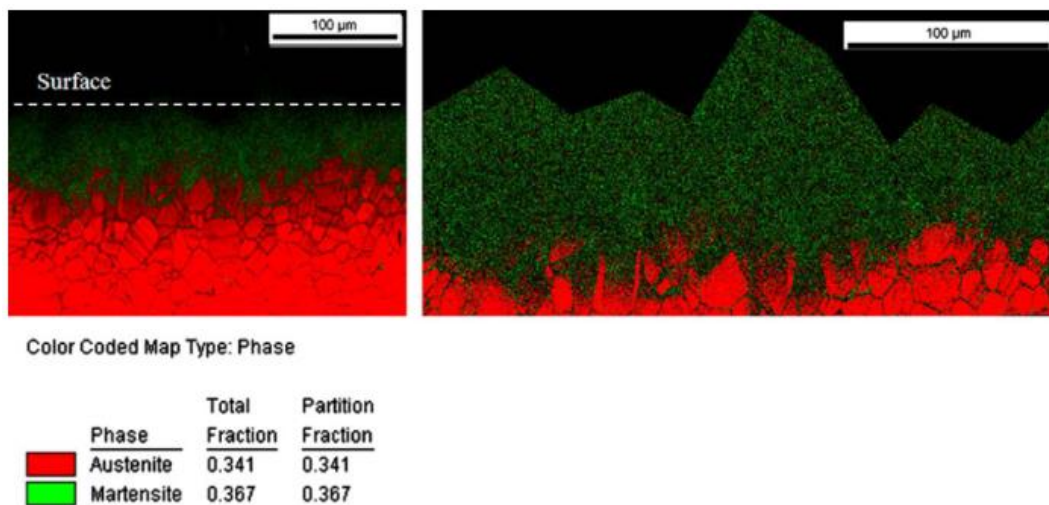 100 µm
100 µm
Surface
Color Coded Map Type: Phase
Total Partition
Phase Fraction Fraction
Austenite 0.341 0.341
Martensite 0.367 0.367